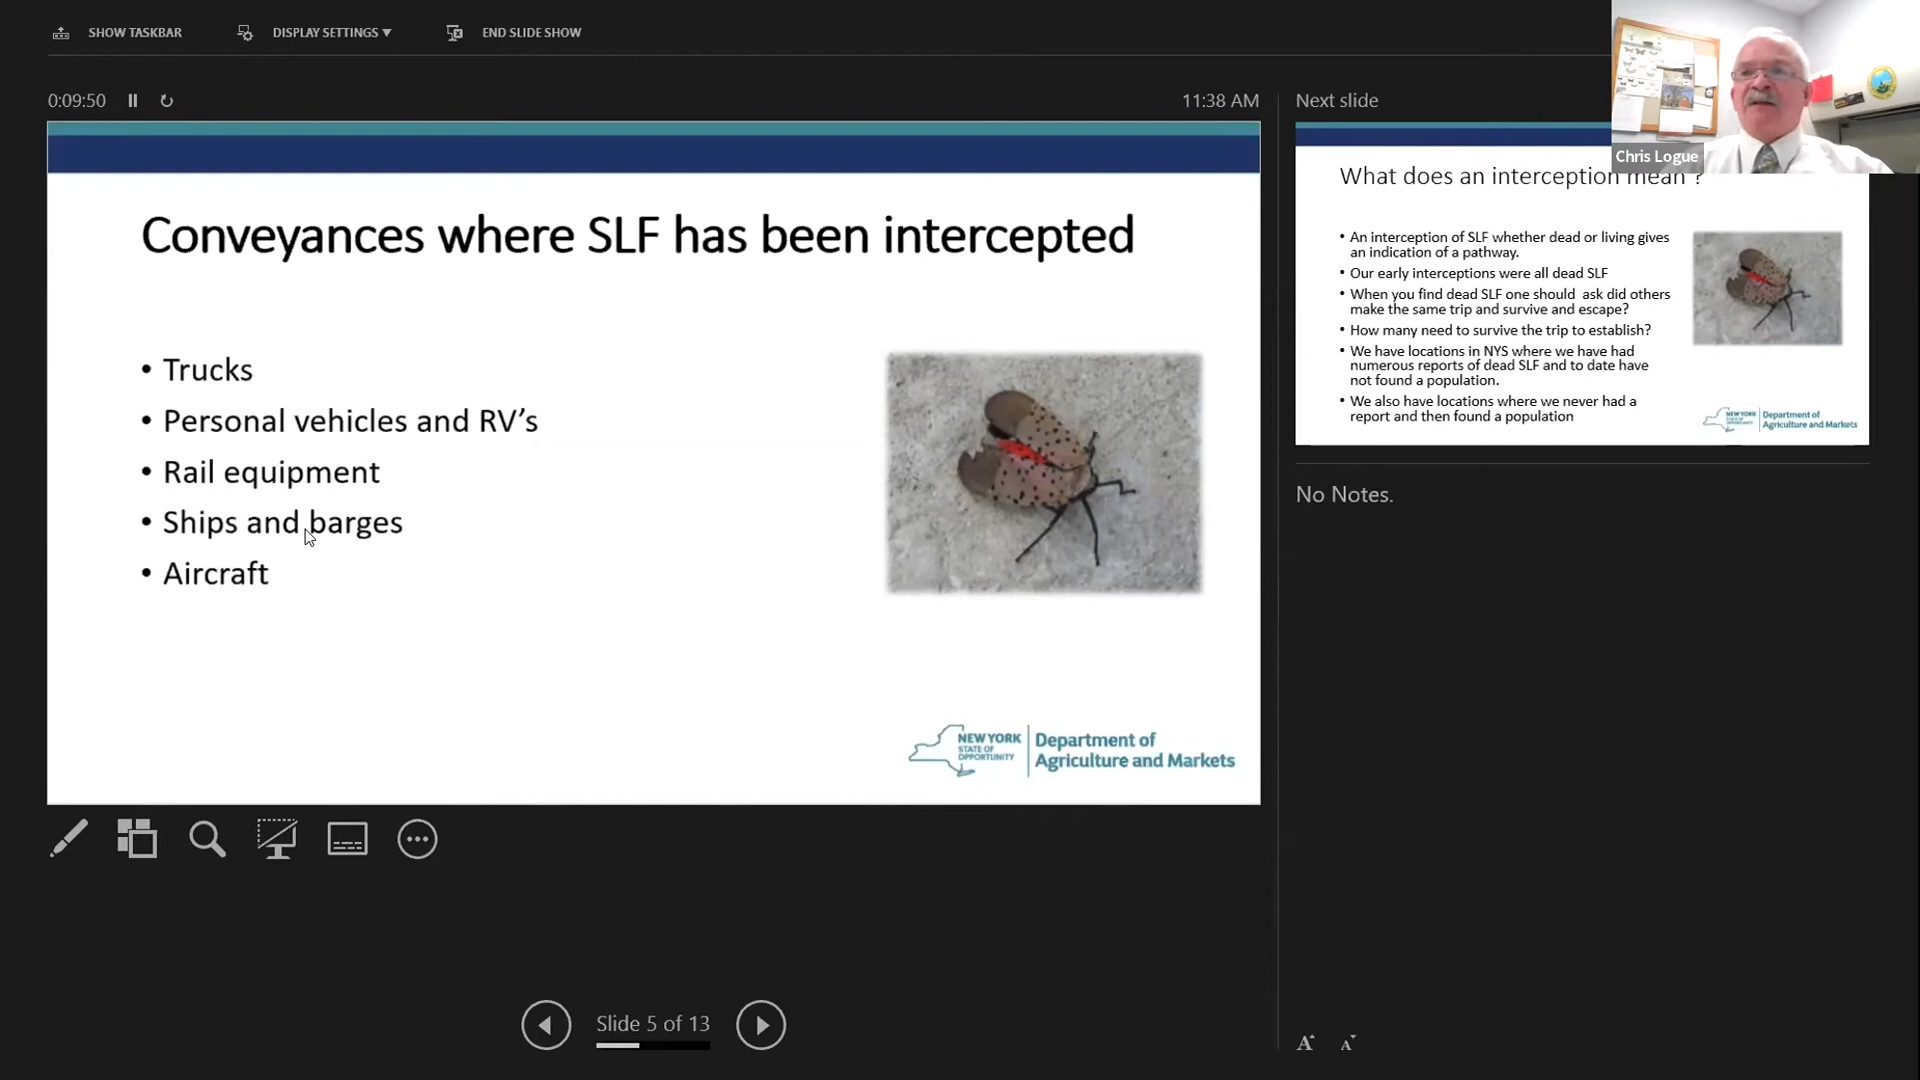 SHOW TASKBAR
DISPLAY SETTINGS ▼
END SLIDE SHOW
0:09:50
11:38 AM
Next slide
Chris Logue
Conveyances where SLF has been intercepted
• Trucks
• Personal vehicles and RV’s
• Rail equipment
• Ships and barges
• Aircraft
NEW YORK
STATE OF
OPPORTUNITY
Department of
Agriculture and Markets
What does an interception mean ?
• An interception of SLF whether dead or living gives
an indication of a pathway.
• Our early interceptions were all dead SLF
• When you find dead SLF one should ask did others
make the same trip and survive and escape?
• How many need to survive the trip to establish?
• We have locations in NYS where we have had
numerous reports of dead SLF and to date have
not found a population.
• We also have locations where we never had a
report and then found a population
NEW YORK
STATE OF
OPPORTUNITY
Department of
Agriculture and Markets
No Notes.
Slide 5 of 13
A A